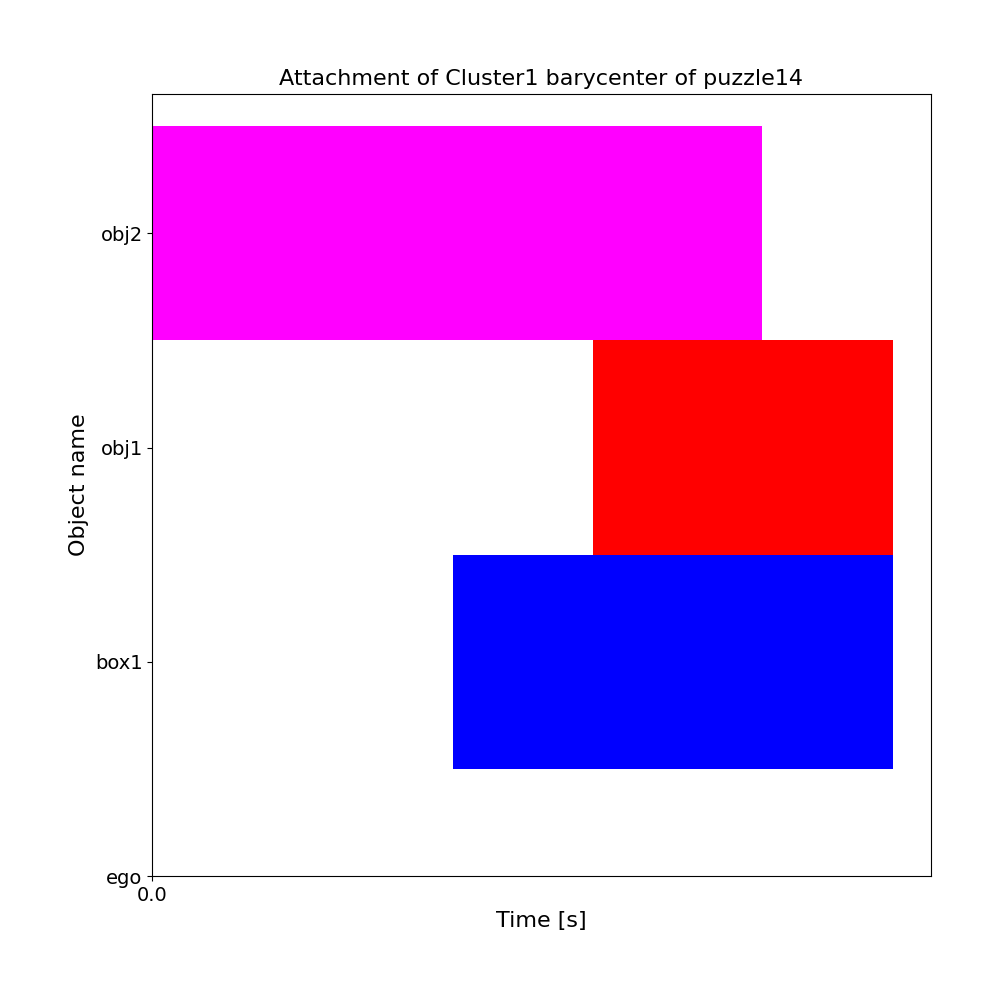 Attachment of Cluster1 barycenter of puzzle14
obj2
obj1
box1
ego
0.0
Object name
Time [s]